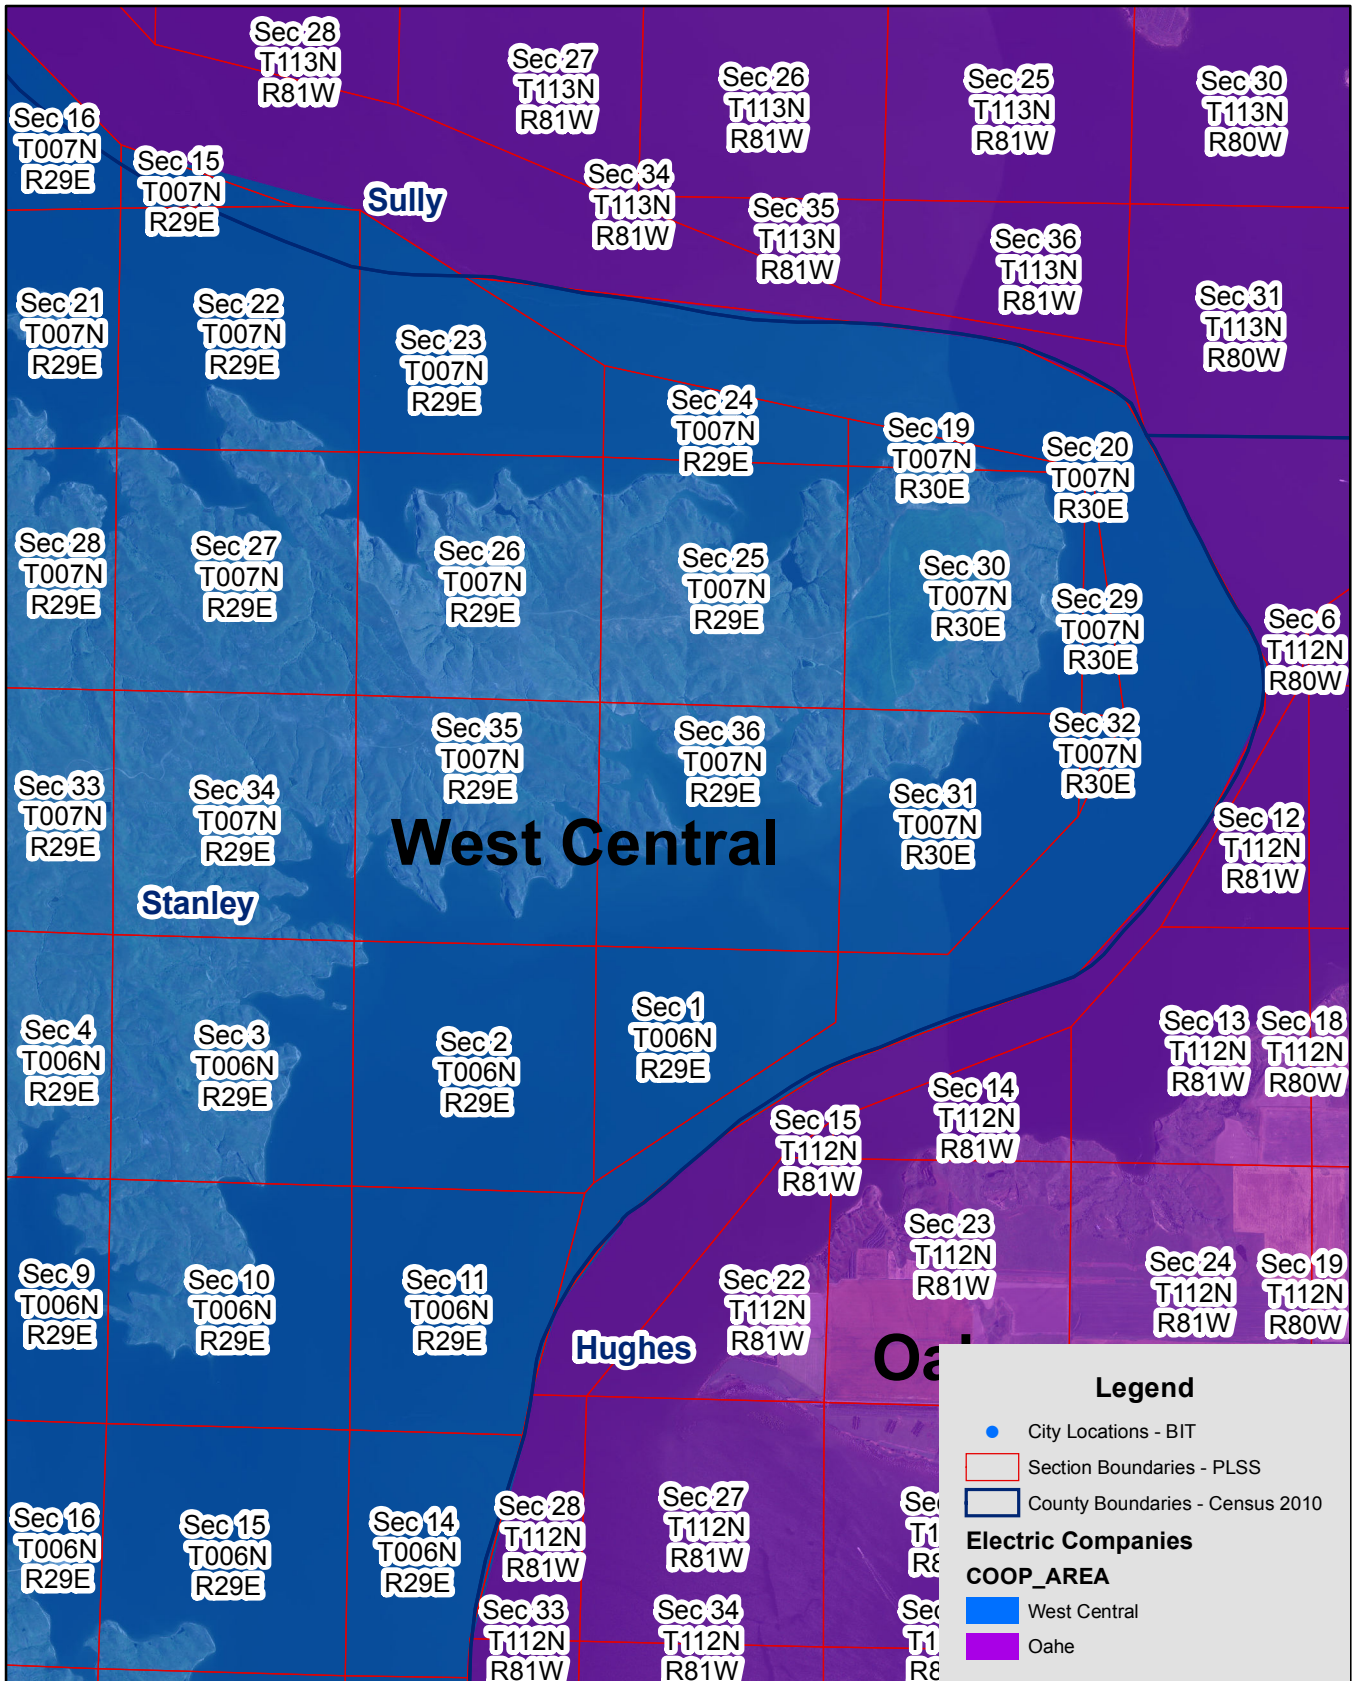 Sec 28
T113N
R81W
Sec 27
T113N
R81W
Sec 26
T113N
R81W
Sec 25
T113N
R81W
Sec 30
T113N
R80W
Sec 16
T007N
R29E
Sec 15
T007N
R29E
Sully
Sec 34
T113N
R81W
Sec 35
T113N
R81W
Sec 36
T113N
R81W
Sec 31
T113N
R80W
Sec 21
T007N
R29E
Sec 22
T007N
R29E
Sec 23
T007N
R29E
Sec 24
T007N
R29E
Sec 19
T007N
R30E
Sec 20
T007N
R30E
Sec 28
T007N
R29E
Sec 27
T007N
R29E
Sec 26
T007N
R29E
Sec 25
T007N
R29E
Sec 30
T007N
R30E
Sec 29
T007N
R30E
Sec 6
T112N
R80W
Sec 33
T007N
R29E
Sec 34
T007N
R29E
Sec 35
T007N
R29E
Sec 36
T007N
R29E
Sec 31
T007N
R30E
Sec 32
T007N
R30E
Sec 12
T112N
R81W
West Central
Stanley
Sec 4
T006N
R29E
Sec 3
T006N
R29E
Sec 2
T006N
R29E
Sec 1
T006N
R29E
Sec 13
T112N
R81W
Sec 18
T112N
R80W
Sec 15
T112N
R81W
Sec 14
T112N
R81W
Sec 9
T006N
R29E
Sec 10
T006N
R29E
Sec 11
T006N
R29E
Sec 22
T112N
R81W
Sec 23
T112N
R81W
Sec 24
T112N
R81W
Sec 19
T112N
R80W
Hughes
Sec 16
T006N
R29E
Sec 15
T006N
R29E
Sec 14
T006N
R29E
Sec 28
T112N
R81W
Sec 27
T112N
R81W
Sec 33
T112N
R81W
Sec 34
T112N
R81W
Legend
City Locations - BIT
Section Boundaries - PLSS
County Boundaries - Census 2010
Electric Companies
COOP_AREA
West Central
Oahe